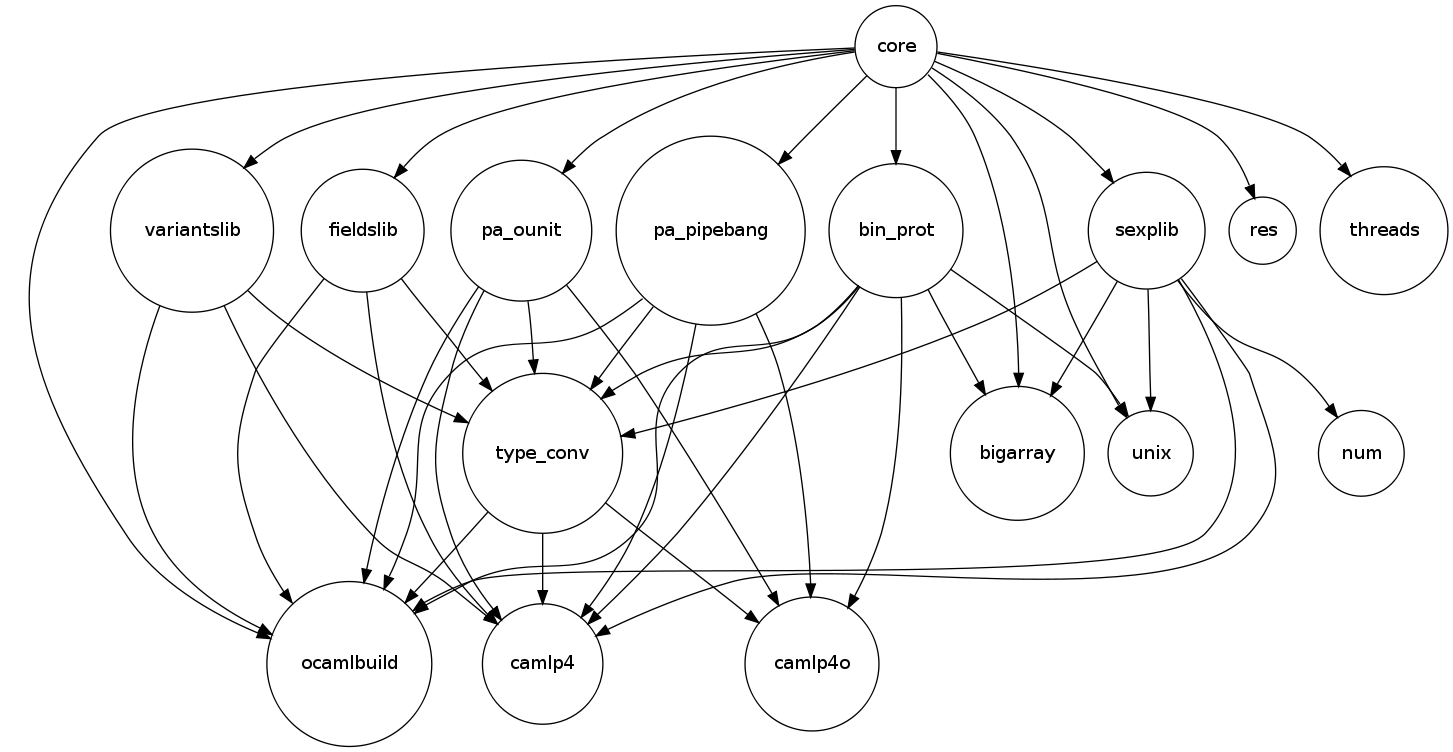 core
variantslib
fieldslib
pa_ounit
pa_pipebang
bin_prot
sexplib
res
threads
type_conv
bigarray
unix
num
ocamlbuild
camlp4
camlp4o